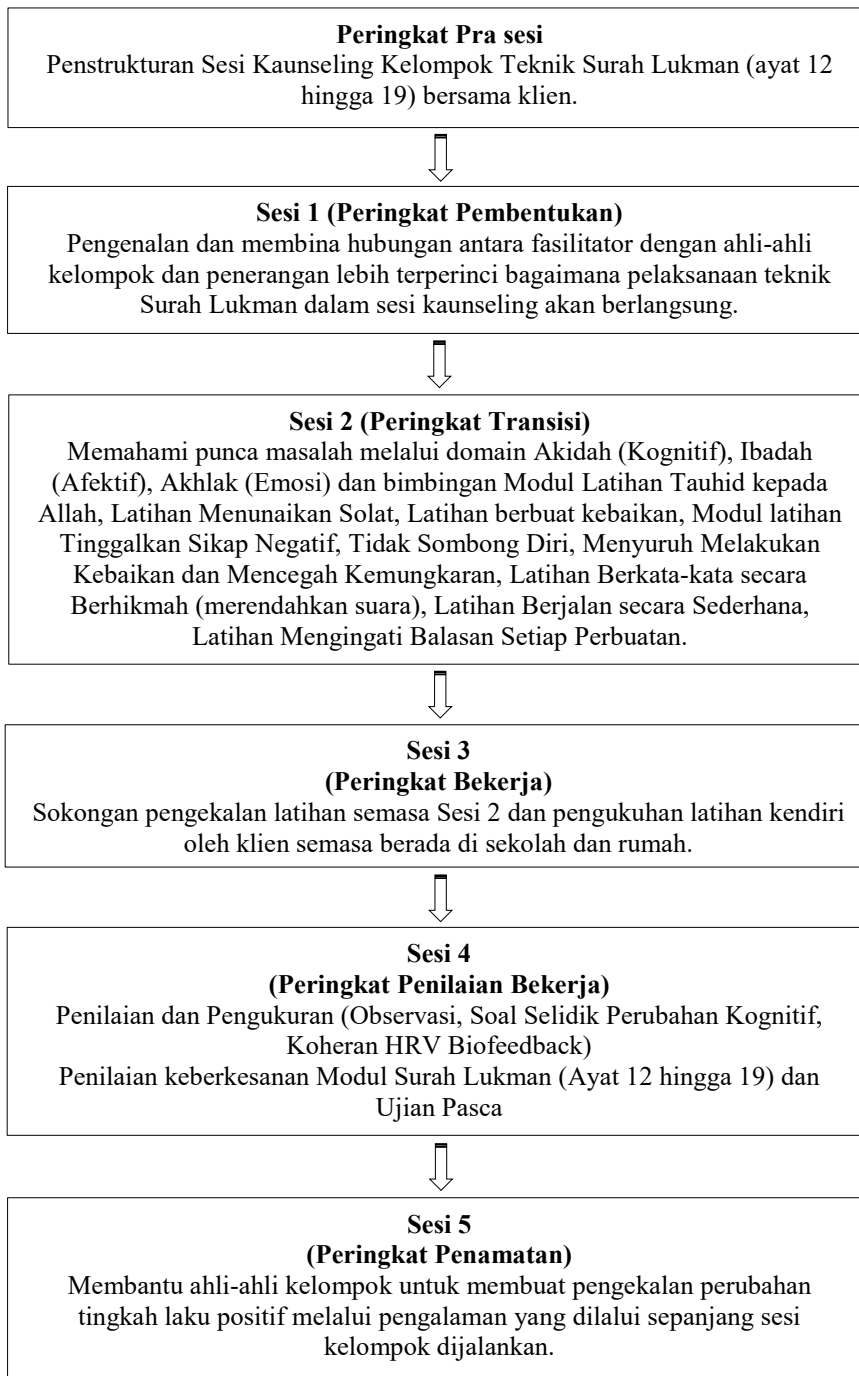 Peringkat Pra sesi
Penstrukturan Sesi Kaunseling Kelompok Teknik Surah Lukman (ayat 12
hingga 19) bersama klien.
Sesi 1 (Peringkat Pembentukan)
Pengenalan dan membina hubungan antara fasilitator dengan ahli-ahli
kelompok dan penerangan lebih terperinci bagaimana pelaksanaan teknik
Surah Lukman dalam sesi kaunseling akan berlangsung.
Sesi 2 (Peringkat Transisi)
Memahami punca masalah melalui domain Akidah (Kognitif), Ibadah
(Afektif), Akhlak (Emosi) dan bimbingan Modul Latihan Tauhid kepada
Allah, Latihan Menunaikan Solat, Latihan berbuat kebaikan, Modul latihan
Tinggalkan Sikap Negatif, Tidak Sombong Diri, Menyuruh Melakukan
Kebaikan dan Mencegah Kemungkaran, Latihan Berkata-kata secara
Berhikmah (merendahkan suara), Latihan Berjalan secara Sederhana,
Latihan Mengingati Balasan Setiap Perbuatan.
Sesi 3
(Peringkat Bekerja)
Sokongan pengekalan latihan semasa Sesi 2 dan pengukuhan latihan kendiri
oleh klien semasa berada di sekolah dan rumah.
Sesi 4
(Peringkat Penilaian Bekerja)
Penilaian dan Pengukuran (Observasi, Soal Selidik Perubahan Kognitif,
Koheran HRV Biofeedback)
Penilaian keberkesanan Modul Surah Lukman (Ayat 12 hingga 19) dan
Ujian Pasca
Sesi 5
(Peringkat Penamatan)
Membantu ahli-ahli kelompok untuk membuat pengekalan perubahan
tingkah laku positif melalui pengalaman yang dilalui sepanjang sesi
kelompok dijalankan.